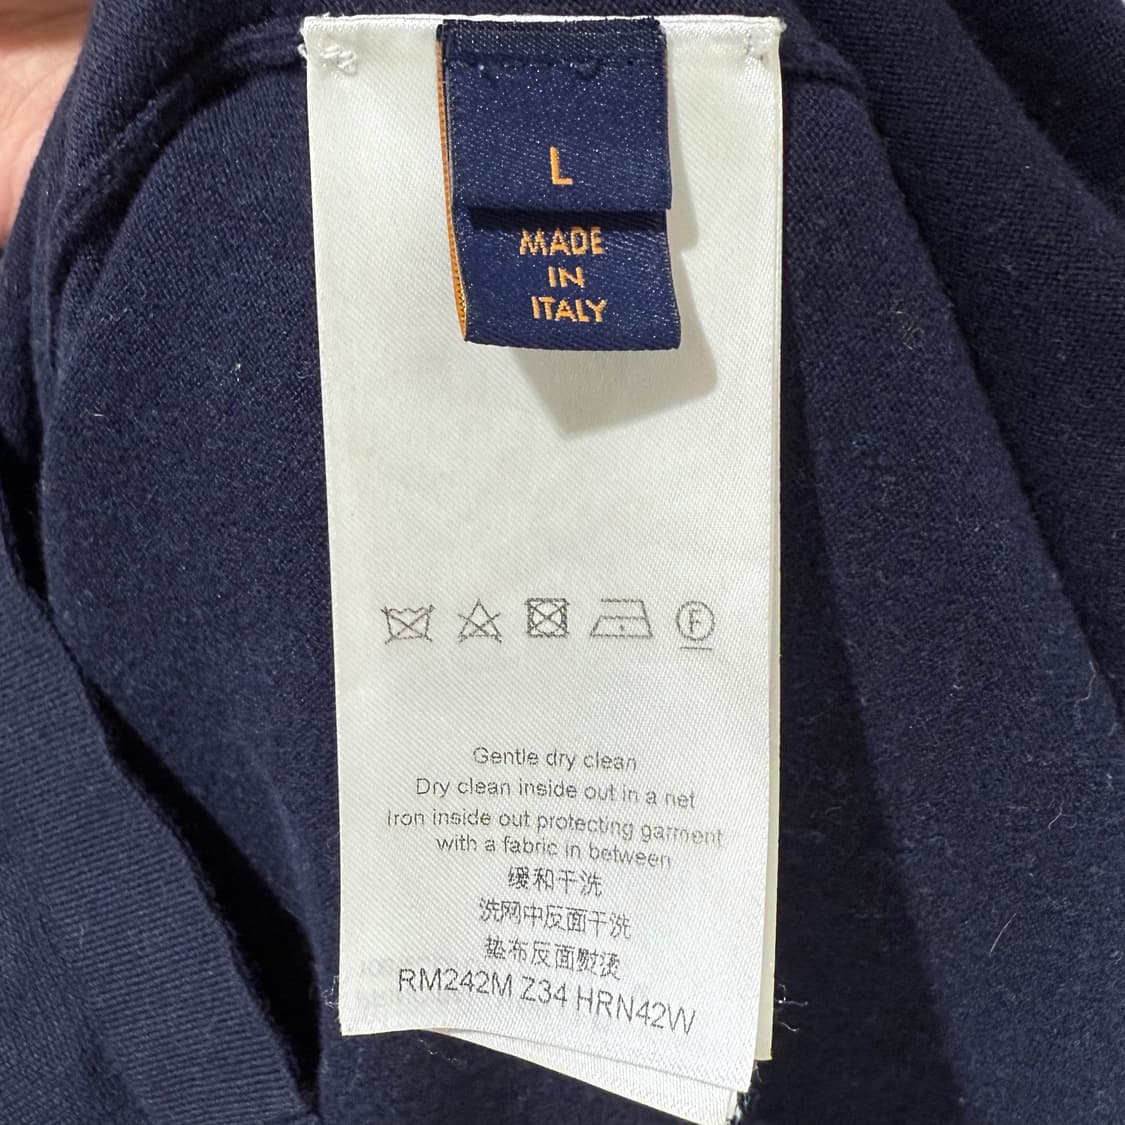 L
MADE
IN
ITALY
F
Gentle dry clean
Dry clean inside out in a net
Iron inside out protecting garment
with a fabric in between
缓和干洗
洗网中反面干洗
垫布反面熨烫
RM242M Z34 HRN42W